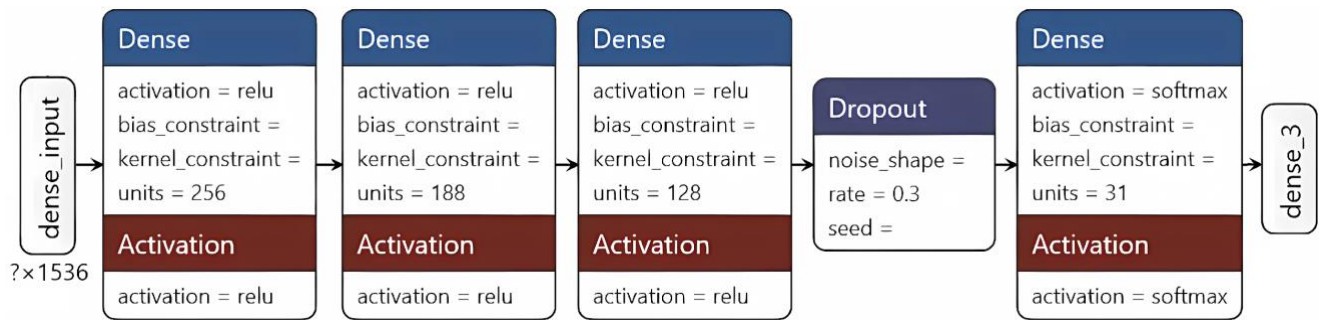 dense_input
?×1536
Dense
activation = relu
bias_constraint =
kernel_constraint =
units = 256
Activation
activation = relu
Dense
activation = relu
bias_constraint =
kernel_constraint =
units = 188
Activation
activation = relu
Dense
activation = relu
bias_constraint =
kernel_constraint =
units = 128
Activation
activation = relu
Dropout
noise_shape =
rate = 0.3
seed =
Dense
activation = softmax
bias_constraint =
kernel_constraint =
units = 31
Activation
activation = softmax
dense_3